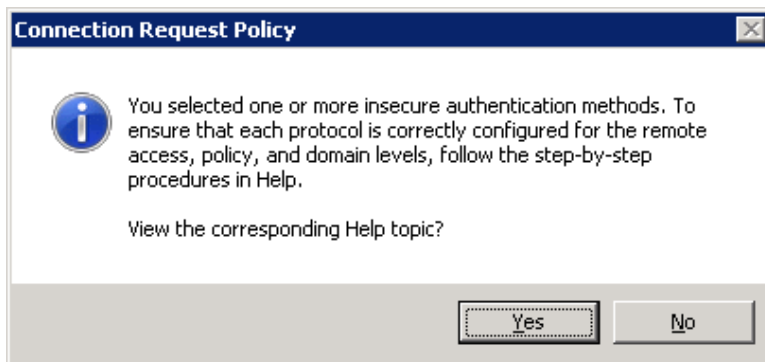 Connection Request Policy
You selected one or more insecure authentication methods. To
ensure that each protocol is correctly configured for the remote
access, policy, and domain levels, follow the step-by-step
procedures in Help.
View the corresponding Help topic?
Yes
No